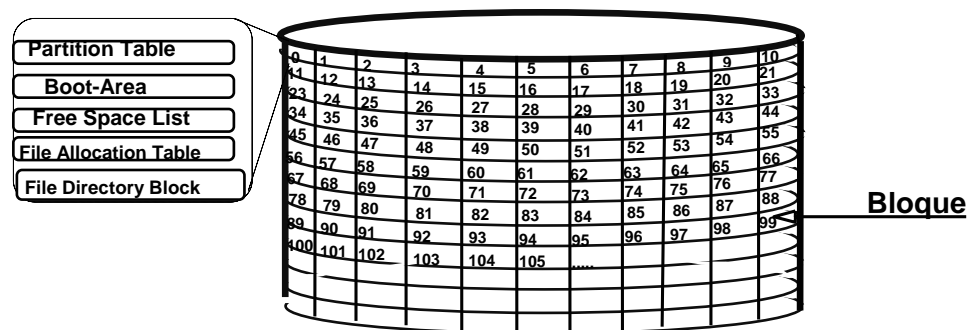 Partition Table
Boot-Area
Free Space List
File Allocation Table
File Directory Block
0 1 2 3 4 5 6 7 8 9 10
11 12 13 14 15 16 17 18 19 20 21
23 24 25 26 27 28 29 30 31 32 33
34 35 36 37 38 39 40 41 42 43 44
45 46 47 48 49 50 51 52 53 54 55
56 57 58 59 60 61 62 63 64 65 66
67 68 69 70 71 72 73 74 75 76 77
78 79 80 81 82 83 84 85 86 87 88
89 90 91 92 93 94 95 96 97 98 99
100 101 102 103 104 105 .....
Bloque